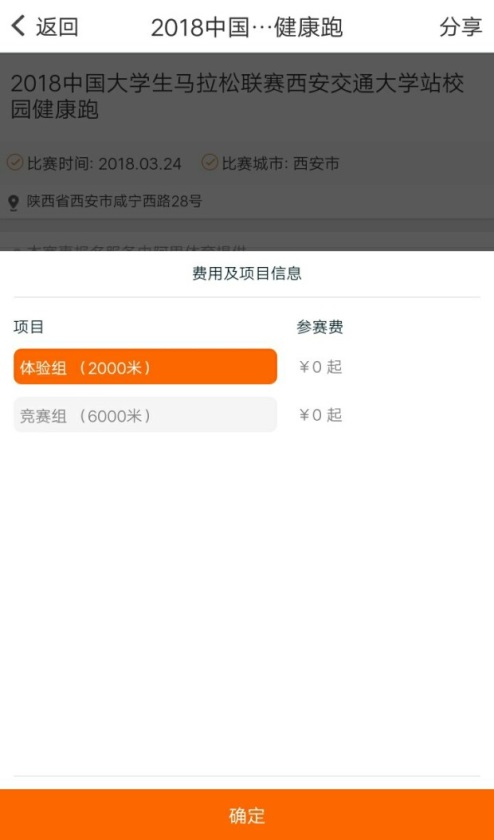 返回
2018中国…健康跑
分享
2018中国大学生马拉松联赛西安交通大学站校
园健康跑
比赛时间: 2018.03.24
比赛城市: 西安市
陕西省西安市咸宁西路28号
费用及项目信息
项目
参赛费
体验组 （2000米）
￥0 起
竞赛组 （6000米）
￥0 起
确定